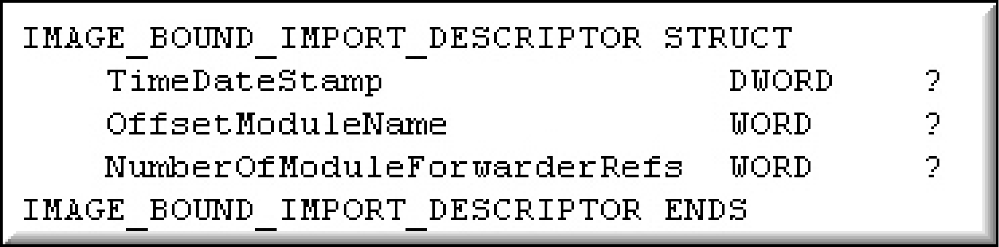 IMAGE_BOUND_IMPORT_DESCRIPTOR STRUCT
TimeDateStamp DWORD ?
OffsetModuleName WORD ?
NumberOfModuleForwarderRefs WORD ?
IMAGE_BOUND_IMPORT_DESCRIPTOR ENDS